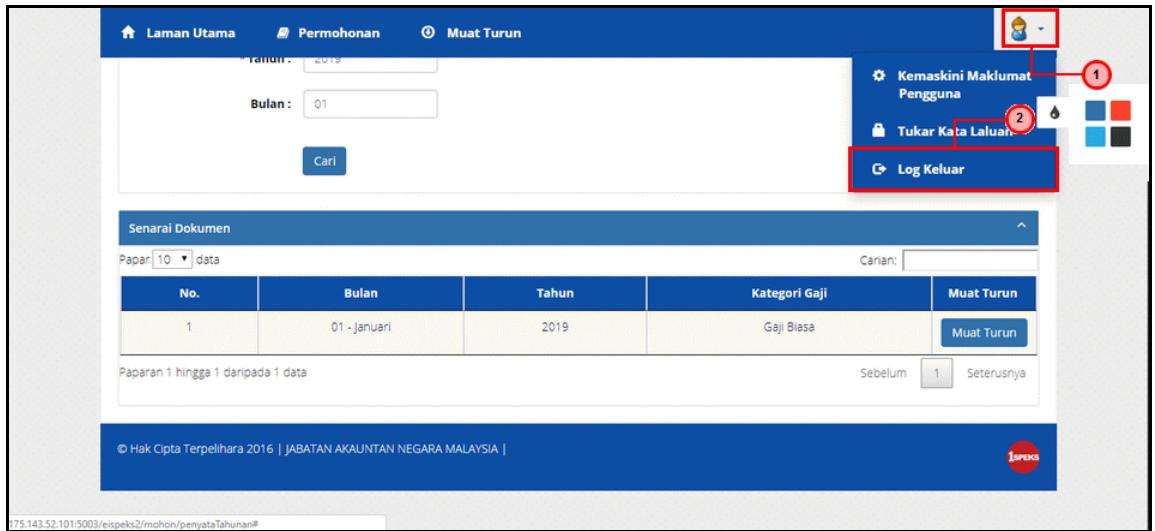 Laman Utama Permohonan Muat Turun
* Tahun : 2019
Bulan : 01
Cari
1
Kemaskini Maklumat
Pengguna
2
Tukar Kata Laluan
Log Keluar
Senarai Dokumen
Papar 10 data Carian:
No. Bulan Tahun Kategori Gaji Muat Turun
1 01 - Januari 2019 Gaji Biasa Muat Turun
Paparan 1 hingga 1 daripada 1 data Sebelum 1 Seterusnya
© Hak Cipta Terpelihara 2016 | JABATAN AKAUNTAN NEGARA MALAYSIA |
1SPEKS
175.143.52.101:5003/eispeks2/mohon/penyataTahunan#